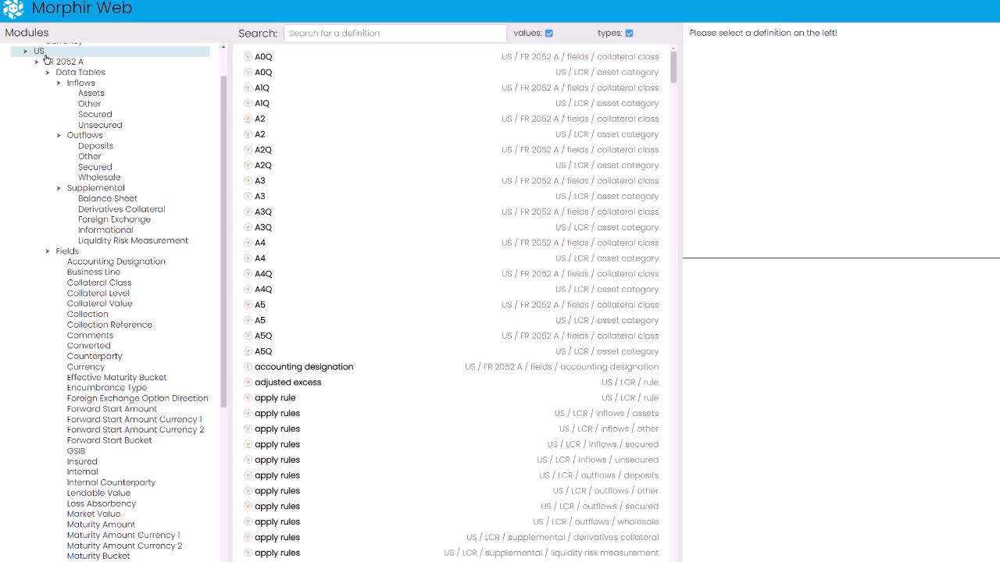 Morphir Web
Modules
Currency
US
FR 2052 A
Data Tables
Inflows
Assets
Other
Secured
Unsecured
Outflows
Deposits
Other
Secured
Wholesale
Supplemental
Balance Sheet
Derivatives Collateral
Foreign Exchange
Informational
Liquidity Risk Measurement
Fields
Accounting Designation
Business Line
Collateral Class
Collateral Level
Collateral Value
Collection
Collection Reference
Comments
Converted
Counterparty
Currency
Effective Maturity Bucket
Encumbrance Type
Foreign Exchange Option Direction
Forward Start Amount
Forward Start Amount Currency 1
Forward Start Amount Currency 2
Forward Start Bucket
GSIB
Insured
Internal
Internal Counterparty
Lendable Value
Loss Absorbency
Market Value
Maturity Amount
Maturity Amount Currency 1
Maturity Amount Currency 2
Maturity Bucket
Search: Search for a definition values: types:
A0Q US / FR 2052 A / fields / collateral class
A0Q US / LCR / asset category
A1Q US / FR 2052 A / fields / collateral class
A1Q US / LCR / asset category
A2 US / FR 2052 A / fields / collateral class
A2 US / LCR / asset category
A2Q US / FR 2052 A / fields / collateral class
A2Q US / LCR / asset category
A3 US / FR 2052 A / fields / collateral class
A3 US / LCR / asset category
A3Q US / FR 2052 A / fields / collateral class
A3Q US / LCR / asset category
A4 US / FR 2052 A / fields / collateral class
A4 US / LCR / asset category
A4Q US / FR 2052 A / fields / collateral class
A4Q US / LCR / asset category
A5 US / FR 2052 A / fields / collateral class
A5 US / LCR / asset category
A5Q US / FR 2052 A / fields / collateral class
A5Q US / LCR / asset category
accounting designation US / FR 2052 A / fields / accounting designation
adjusted excess US / LCR / rule
apply rule US / LCR / rule
apply rules US / LCR / inflows / assets
apply rules US / LCR / inflows / other
apply rules US / LCR / inflows / secured
apply rules US / LCR / inflows / unsecured
apply rules US / LCR / outflows / deposits
apply rules US / LCR / outflows / other
apply rules US / LCR / outflows / secured
apply rules US / LCR / outflows / wholesale
apply rules US / LCR / supplemental / derivatives collateral
apply rules US / LCR / supplemental / liquidity risk measurement
Please select a definition on the left!